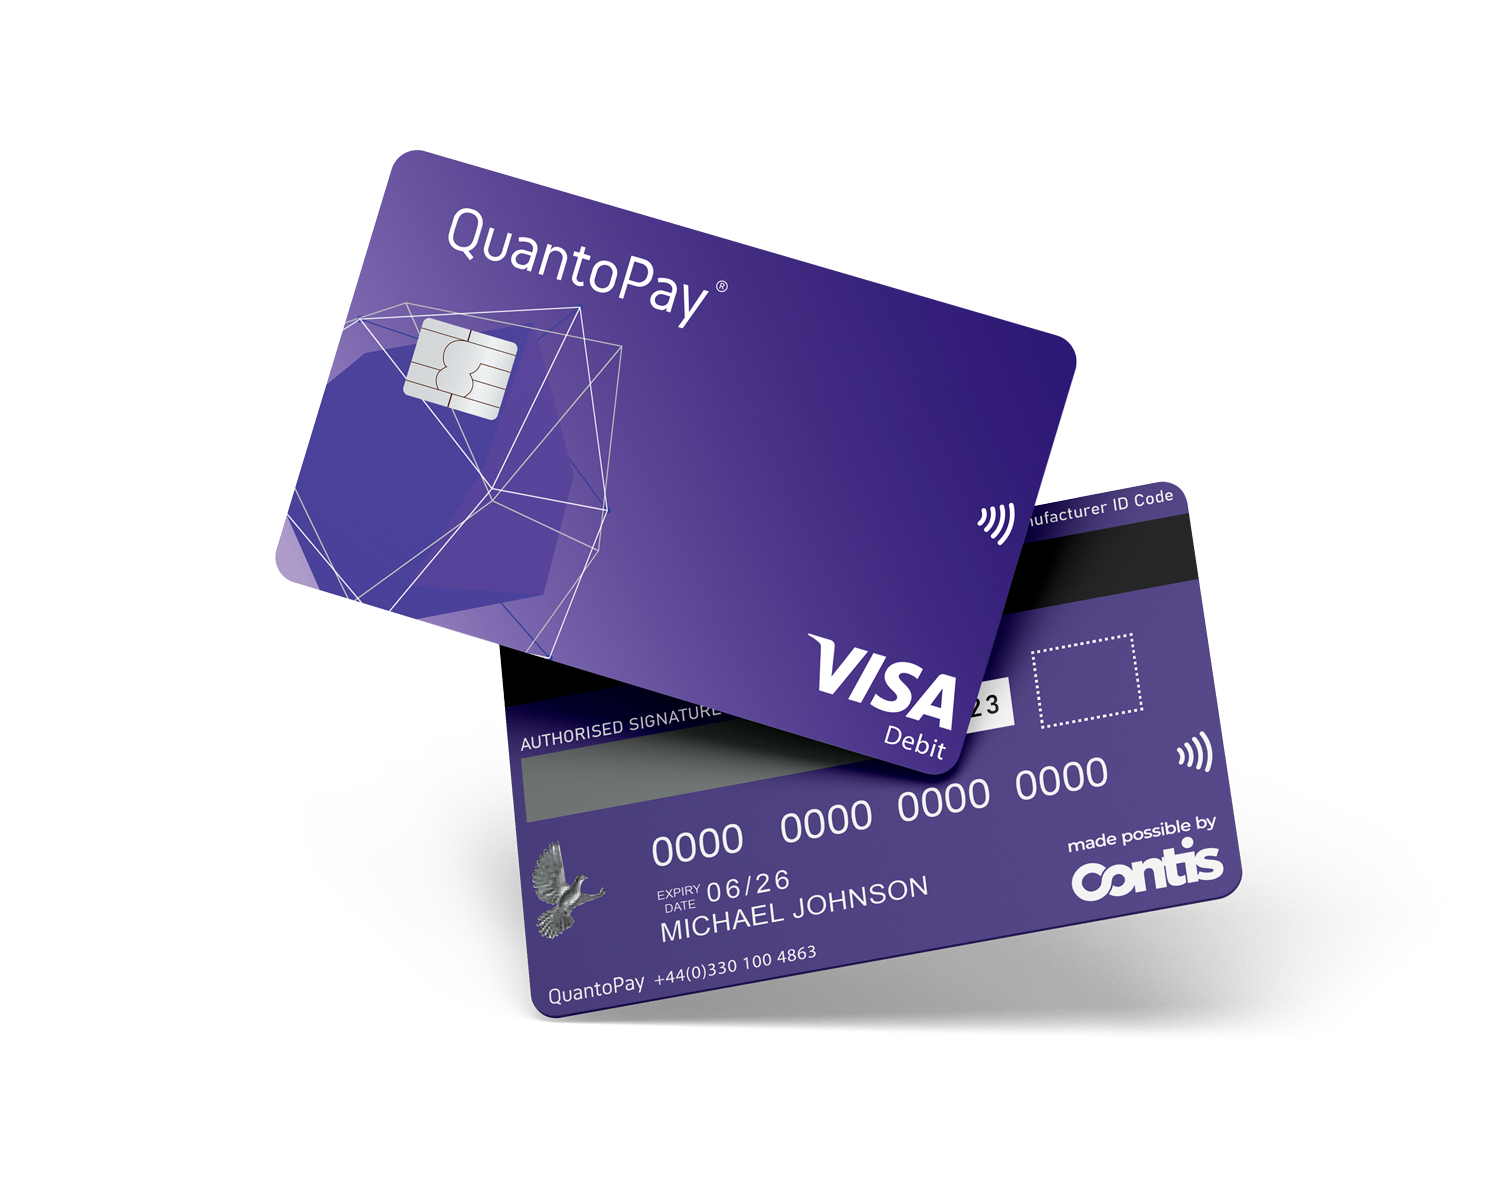 QuantoPay®
VISA
Debit
ID Code
AUTHORISED SIGNATURE
23
0000 0000 0000 0000
EXPIRY DATE 06/26
MICHAEL JOHNSON
QuantoPay +44(0)330 100 4863
made possible by
Contis